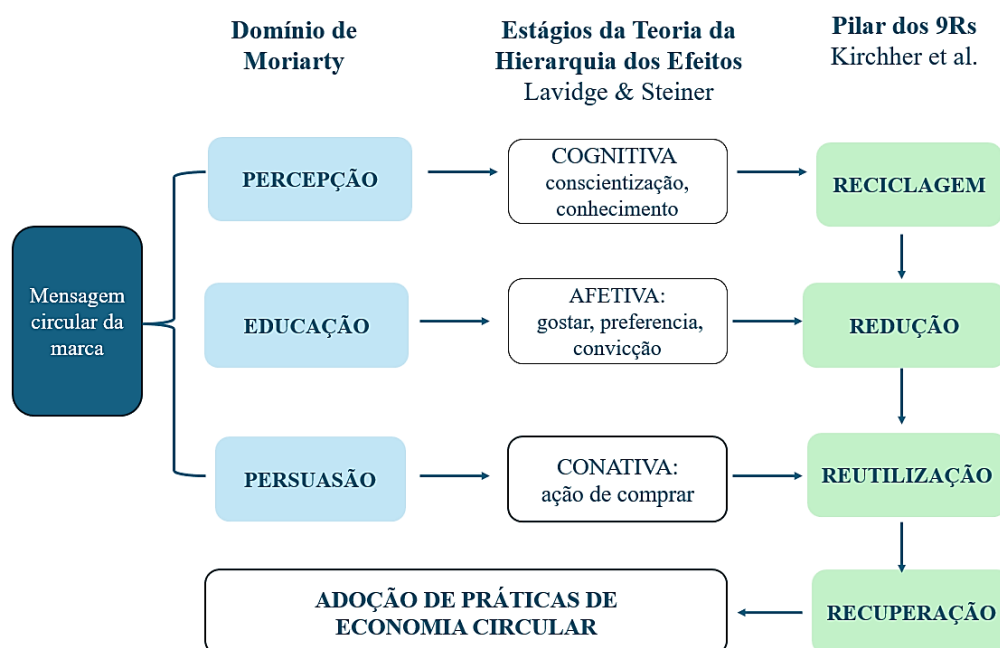 Domínio de
Moriarty
Estágios da Teoria da
Hierarquia dos Efeitos
Lavidge & Steiner
Pilar dos 9Rs
Kirchher et al.
Mensagem
circular da
marca
PERCEPÇÃO
COGNITIVA
conscientização,
conhecimento
RECICLAGEM
EDUCAÇÃO
AFETIVA:
gostar, preferencia,
convicção
REDUÇÃO
PERSUASÃO
CONATIVA:
ação de comprar
REUTILIZAÇÃO
ADOÇÃO DE PRÁTICAS DE
ECONOMIA CIRCULAR
RECUPERAÇÃO